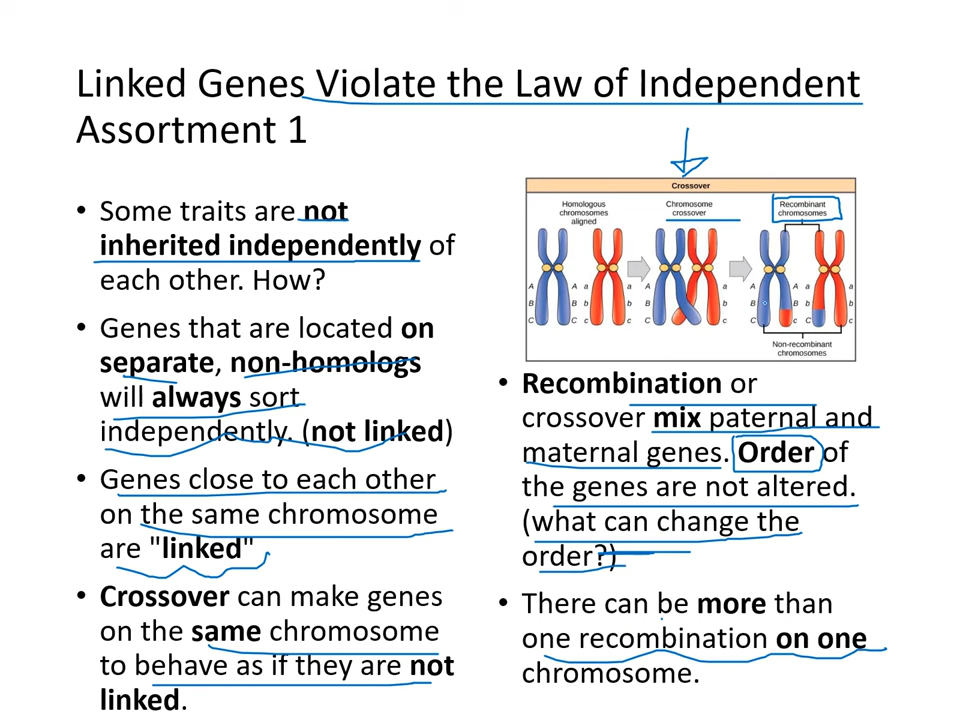 Linked Genes Violate the Law of Independent
Assortment 1
• Some traits are not
inherited independently of
each other. How?
• Genes that are located on
separate, non-homologs
will always sort
independently. (not linked)
• Genes close to each other
on the same chromosome
are "linked"
• Crossover can make genes
on the same chromosome
to behave as if they are not
linked.
Crossover
Homologous
chromosomes
aligned
Chromosome
crossover
Recombinant
chromosomes
A A a a A a A a
B B b b B b B b
C C c c C c C c C c
Non-recombinant
chromosomes
• Recombination or
crossover mix paternal and
maternal genes. Order of
the genes are not altered.
(what can change the
order?)
• There can be more than
one recombination on one
chromosome.